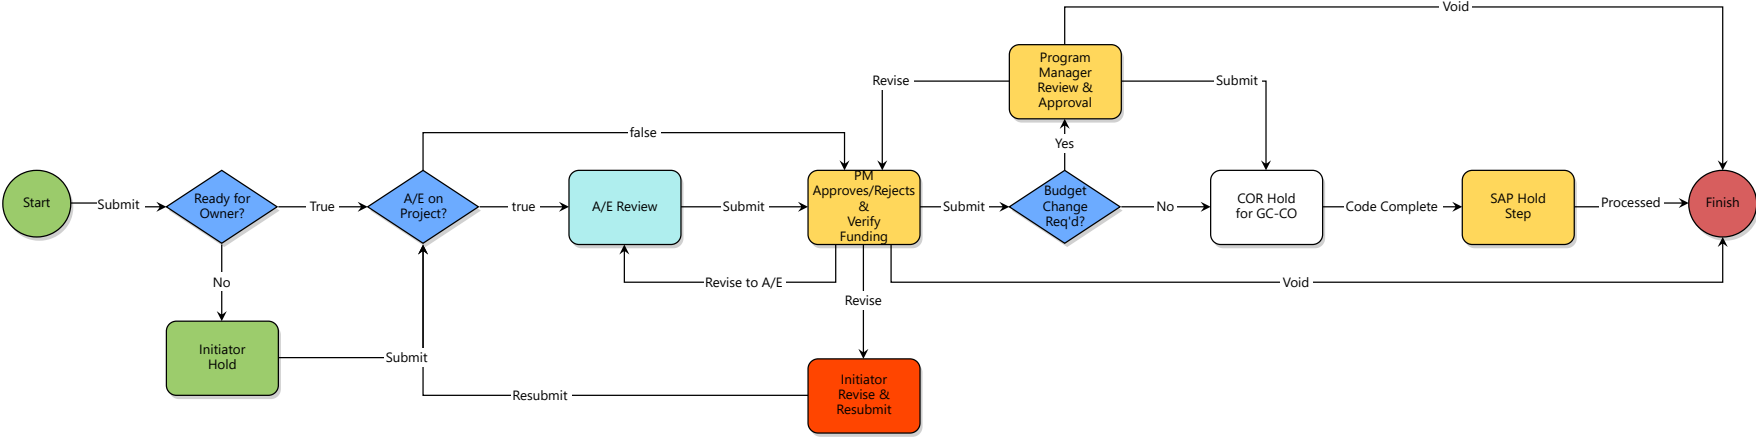 Void
Program
Manager
Review &
Approval
Revise
Submit
false
Yes
Start
Submit
Ready for
Owner?
True
A/E on
Project?
true
A/E Review
Submit
PM
Approves/Rejects
&
Verify
Funding
Submit
Budget
Change
Req'd?
No
COR Hold
for GC-CO
Code Complete
SAP Hold
Step
Processed
Finish
No
Revise to A/E
Revise
Void
Initiator
Hold
Submit
Resubmit
Initiator
Revise &
Resubmit